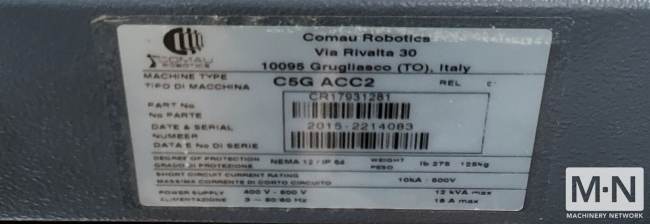 Comau Robotics
Via Rivalta 30
10095 Grugliasco (TO), Italy
COMAU
ROBOTICS
MACHINE TYPE
TIPO DI MACCHINA
C5G ACC2
REL
CR17931281
PART No
No PARTE
2015-2214083
DATE & SERIAL
NUMBER
DATA E No DI SERIE
DEGREE OF PROTECTION
GRADO DI PROTEZIONE
NEMA 12 / IP 54
WEIGHT
PESO
lb 275 125kg
SHORT CIRCUIT CURRENT RATING
MASSIMA CORRENTE DI CORTO CIRCUITO
10kA - 600V
POWER SUPPLY
ALIMENTAZIONE
400 V - 500 V
3 ~ 50/60 Hz
12 kVA max
18 A max
M·N
MACHINERY NETWORK